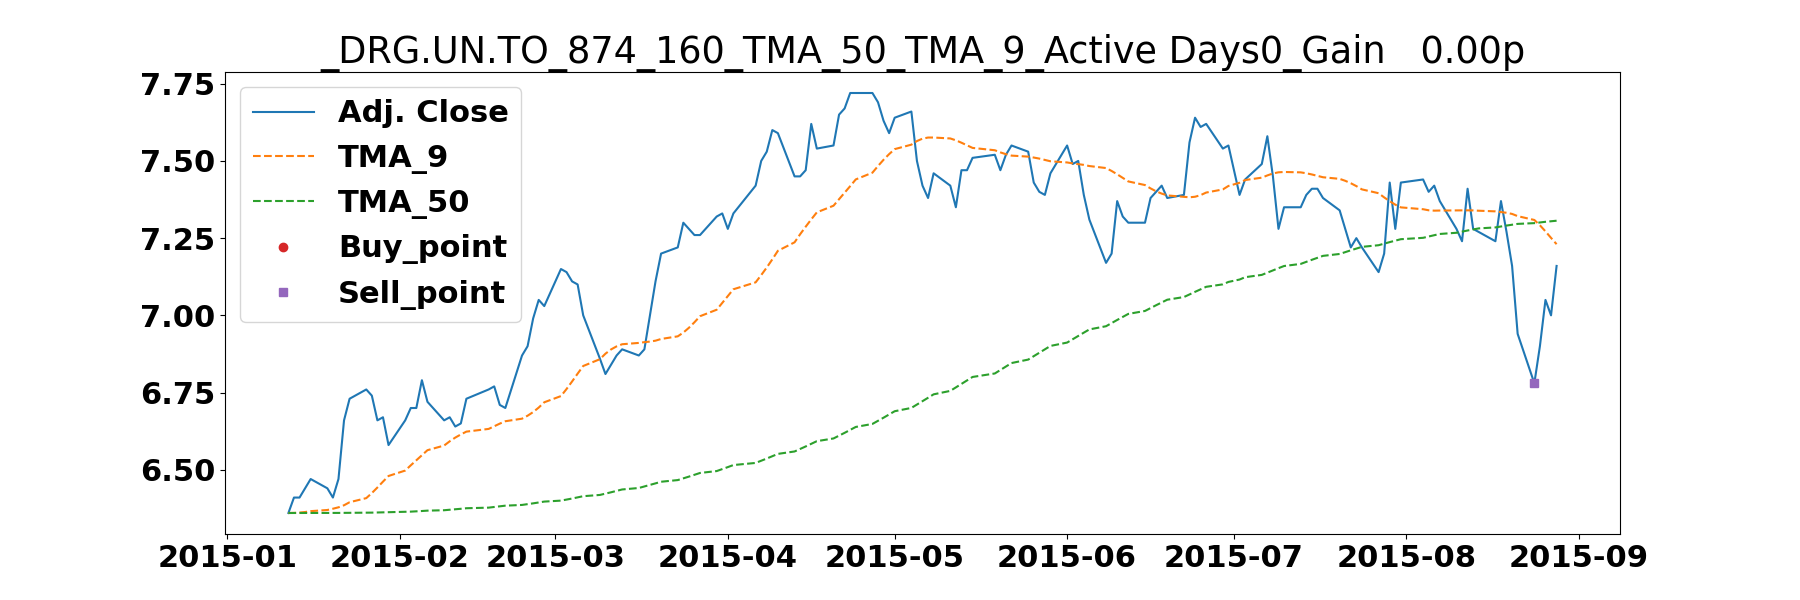 _DRG.UN.TO_874_160_TMA_50_TMA_9_Active Days0_Gain   0.00p
7.75
7.50
7.25
7.00
6.75
6.50
Adj. Close
TMA_9
TMA_50
Buy_point
Sell_point
2015-01 2015-02 2015-03 2015-04 2015-05 2015-06 2015-07 2015-08 2015-09